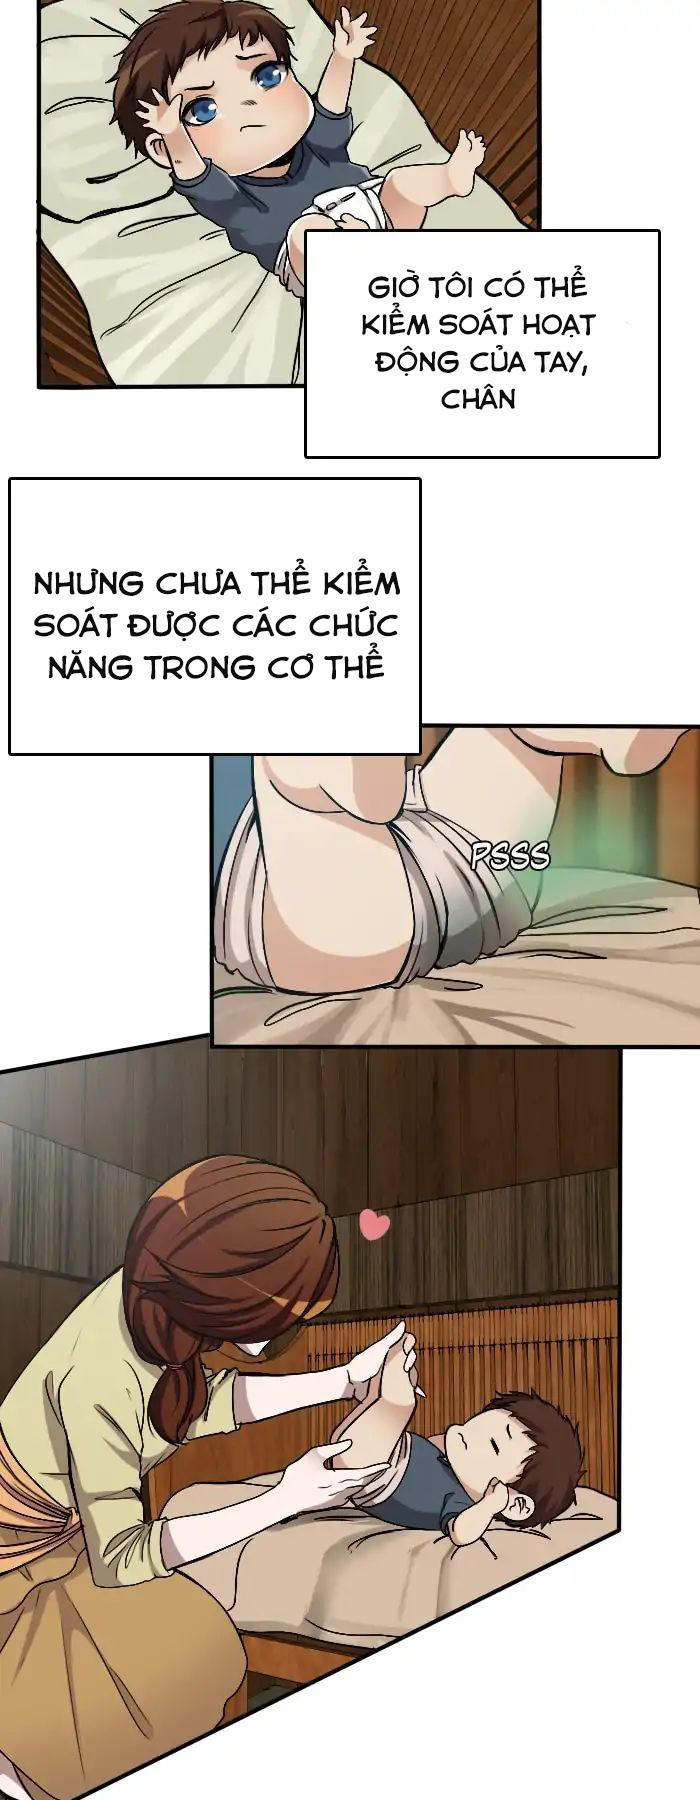 GIỜ TÔI CÓ THỂ
KIỂM SOÁT HOẠT
ĐỘNG CỦA TAY,
CHÂN
NHƯNG CHƯA THỂ KIỂM
SOÁT ĐƯỢC CÁC CHỨC
NĂNG TRONG CƠ THỂ
PSSS